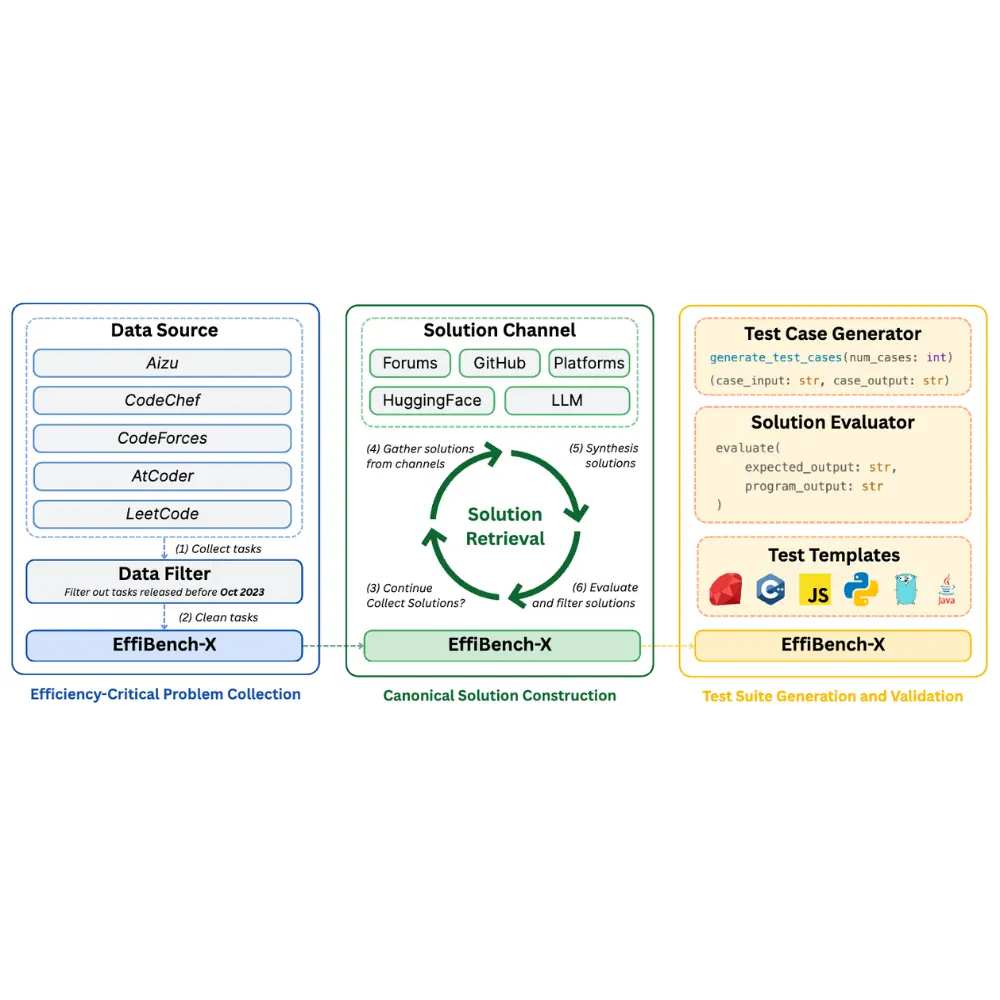 Data Source
Aizu
CodeChef
CodeForces
AtCoder
LeetCode
(1) Collect tasks
Data Filter
Filter out tasks released before Oct 2023
(2) Clean tasks
EffiBench-X
Efficiency-Critical Problem Collection
Solution Channel
Forums
GitHub
Platforms
HuggingFace
LLM
(4) Gather solutions
from channels
(5) Synthesis
solutions
Solution
Retrieval
(3) Continue
Collect Solutions?
(6) Evaluate
and filter solutions
EffiBench-X
Canonical Solution Construction
Test Case Generator
generate_test_cases(num_cases: int)
(case_input: str, case_output: str)
Solution Evaluator
evaluate(
expected_output: str,
program_output: str
)
Test Templates
JS
Java
EffiBench-X
Test Suite Generation and Validation